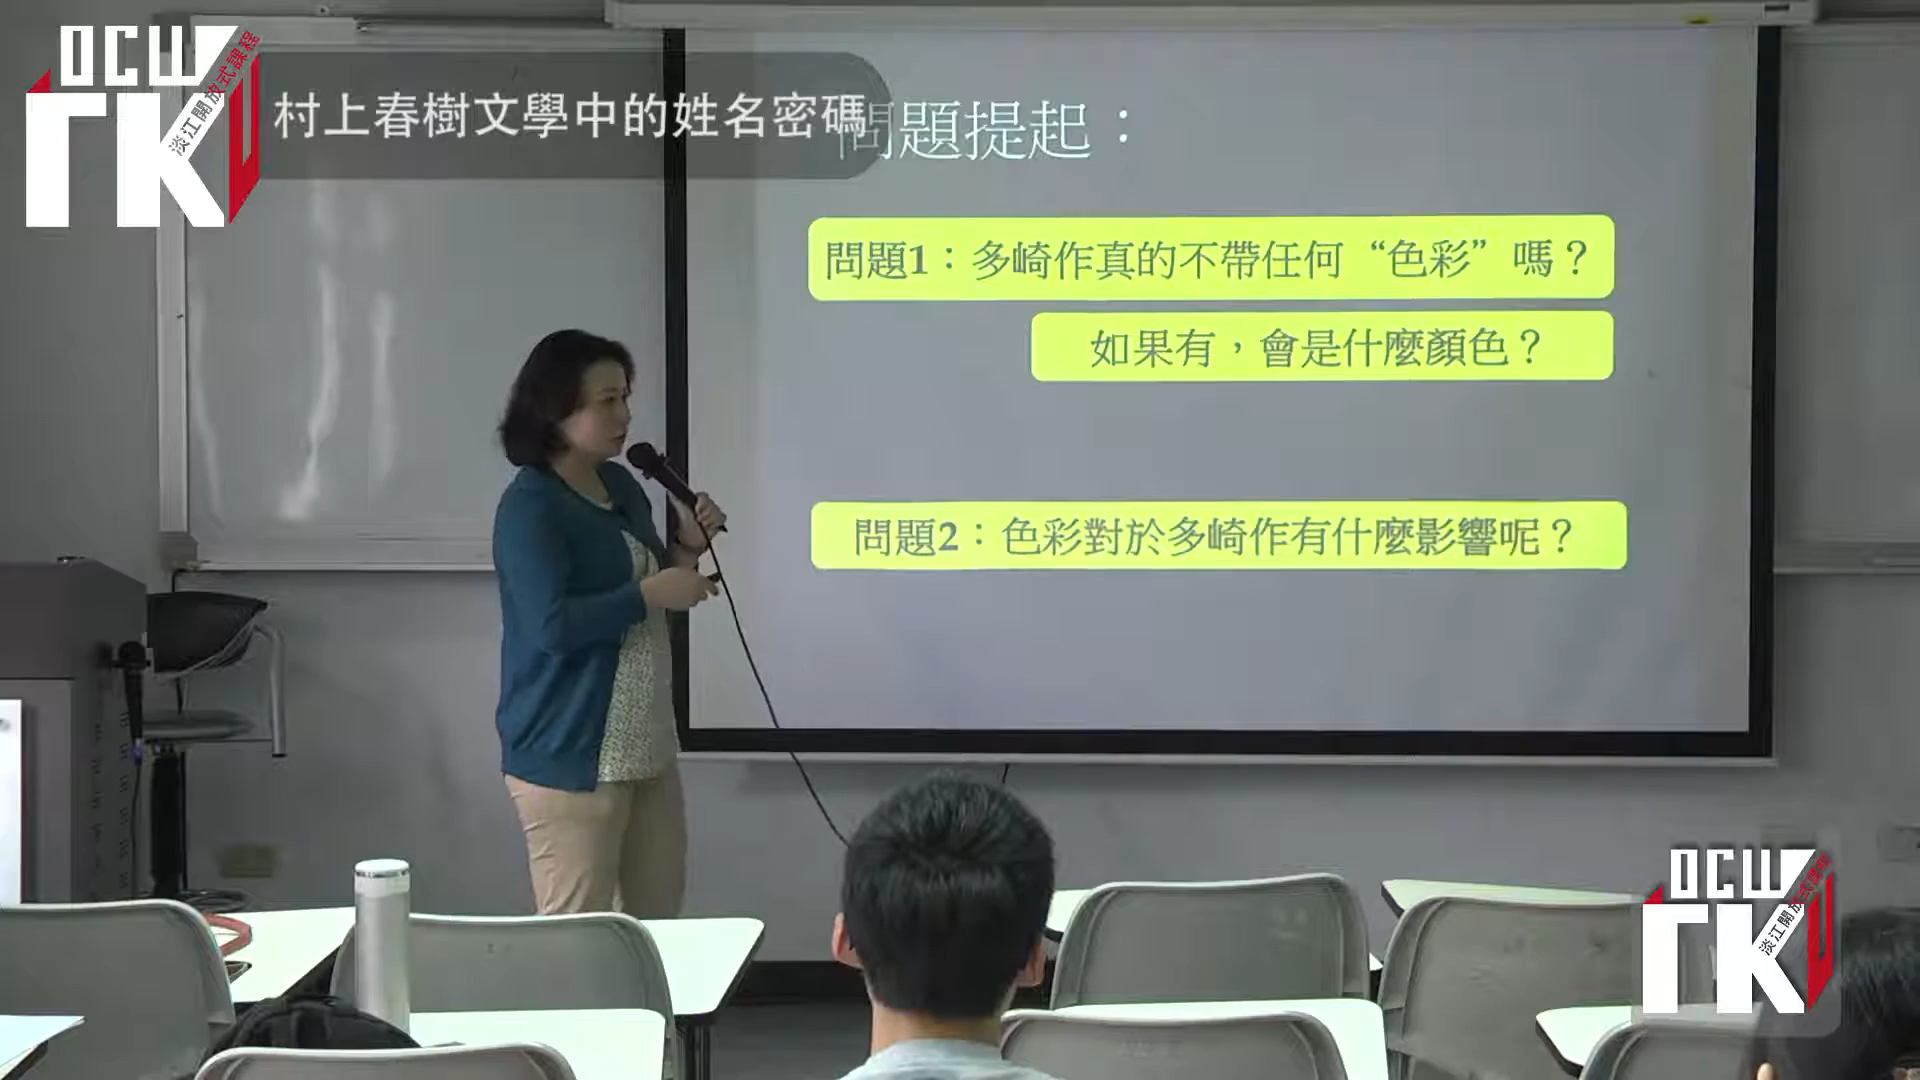 OCW
TKU
淡江開放式課程
村上春樹文學中的姓名密碼
問題提起：
問題1：多崎作真的不帶任何“色彩”嗎？
如果有，會是什麼顏色？
問題2：色彩對於多崎作有什麼影響呢？
OCW
TKU
淡江開放式課程